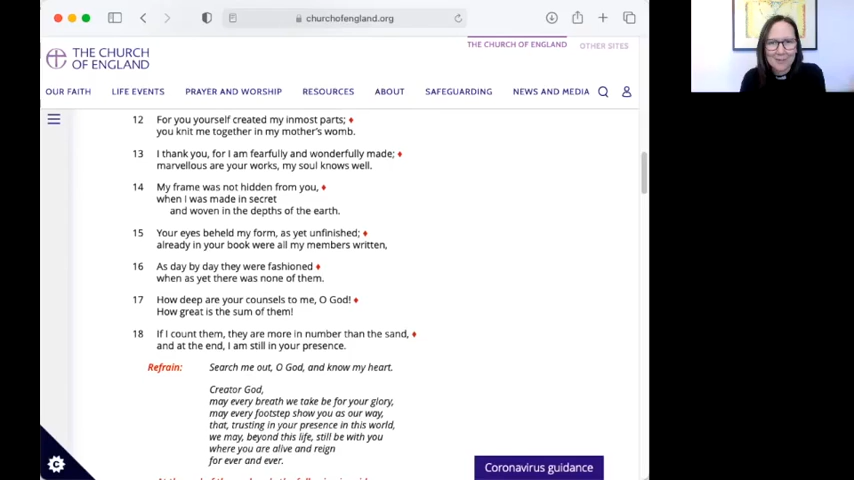 churchofengland.org
THE CHURCH OF ENGLAND
OTHER SITES
THE CHURCH
OF ENGLAND
OUR FAITH LIFE EVENTS PRAYER AND WORSHIP RESOURCES ABOUT SAFEGUARDING NEWS AND MEDIA
12 For you yourself created my inmost parts; ♦
you knit me together in my mother's womb.
13 I thank you, for I am fearfully and wonderfully made; ♦
marvellous are your works, my soul knows well.
14 My frame was not hidden from you, ♦
when I was made in secret
and woven in the depths of the earth.
15 Your eyes beheld my form, as yet unfinished; ♦
already in your book were all my members written,
16 As day by day they were fashioned ♦
when as yet there was none of them.
17 How deep are your counsels to me, O God! ♦
How great is the sum of them!
18 If I count them, they are more in number than the sand, ♦
and at the end, I am still in your presence.
Refrain: Search me out, O God, and know my heart.
Creator God,
may every breath we take be for your glory,
may every footstep show you as our way,
that, trusting in your presence in this world,
we may, beyond this life, still be with you
where you are alive and reign
for ever and ever.
Coronavirus guidance